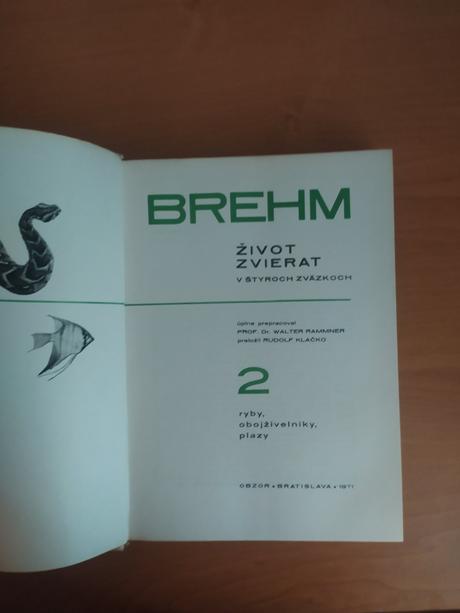 BREHM
ŽIVOT
ZVIERAT
V ŠTYROCH ZVÄZKOCH
úplne prepracoval
PROF. Dr. WALTER RAMMNER
preložil RUDOLF KLAČKO
2
ryby,
obojživelníky,
plazy
OBZOR • BRATISLAVA • 1971